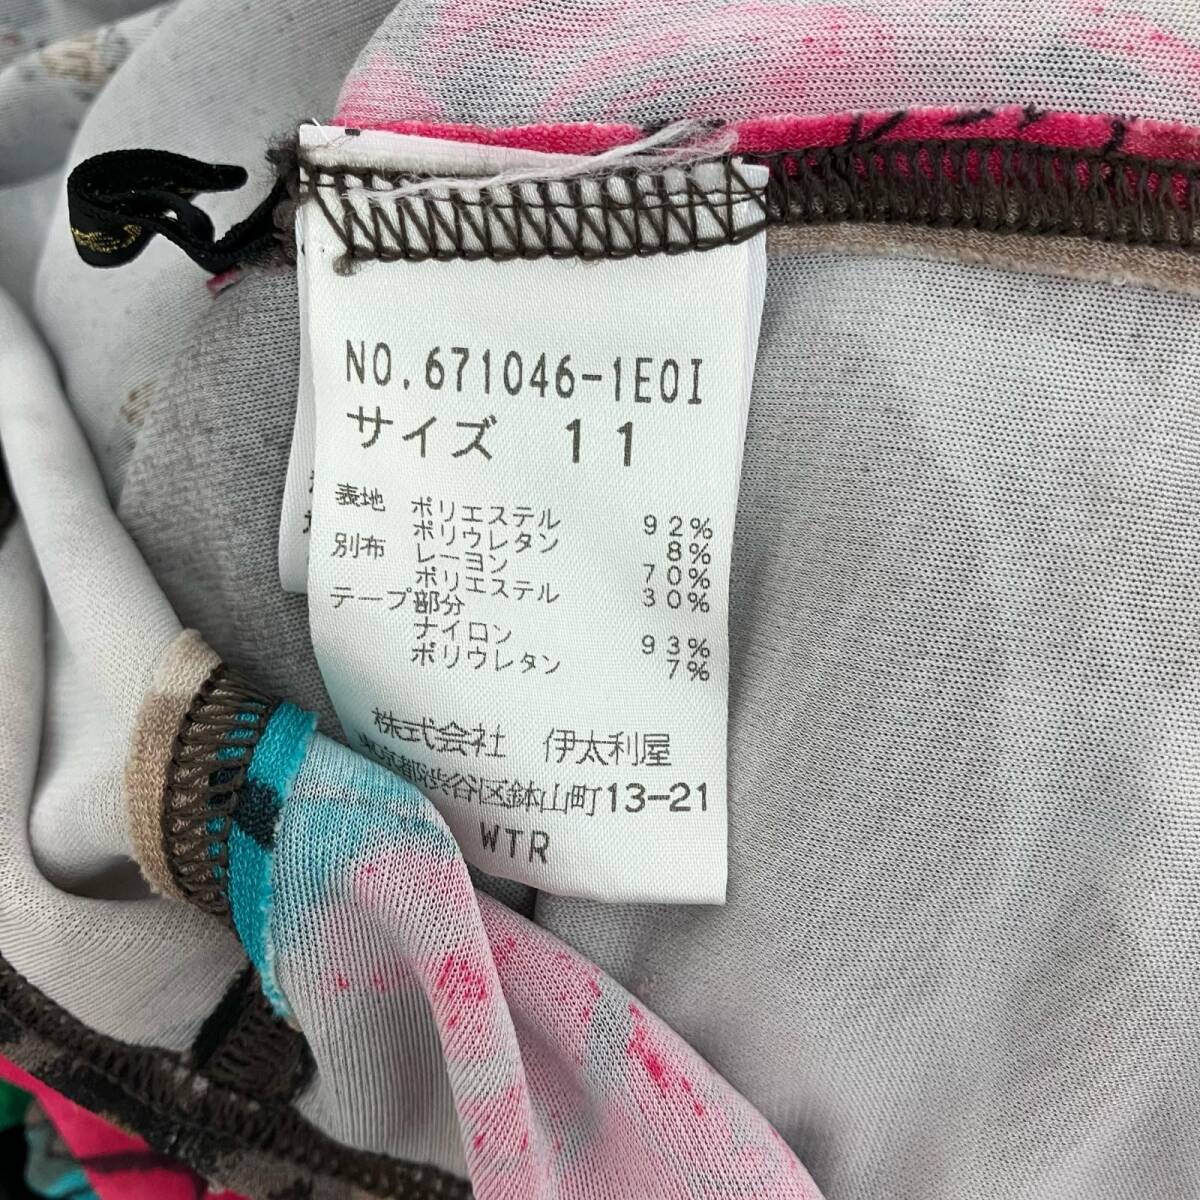 NO.671046-1E0I
サイズ 11
表地 ポリエステル 92%
ポリウレタン 8%
別布 レーヨン 70%
ポリエステル 30%
テープ部分
ナイロン 93%
ポリウレタン 7%
株式会社 伊太利屋
東京都渋谷区鉢山町13-21
WTR